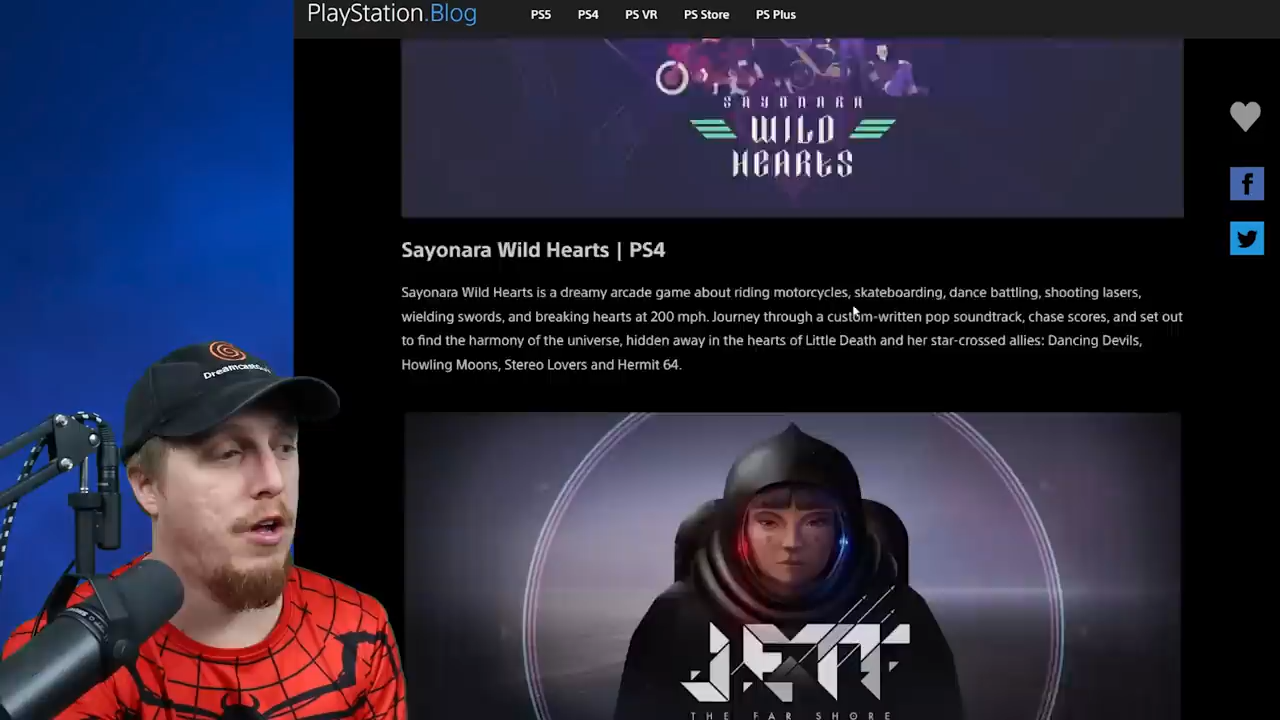 PlayStation.Blog PS5 PS4 PS VR PS Store PS Plus
SAYONARA
WILD
HEARTS
Sayonara Wild Hearts | PS4
Sayonara Wild Hearts is a dreamy arcade game about riding motorcycles, skateboarding, dance battling, shooting lasers,
wielding swords, and breaking hearts at 200 mph. Journey through a custom-written pop soundtrack, chase scores, and set out
to find the harmony of the universe, hidden away in the hearts of Little Death and her star-crossed allies: Dancing Devils,
Howling Moons, Stereo Lovers and Hermit 64.
JETT
THE FAR SHORE